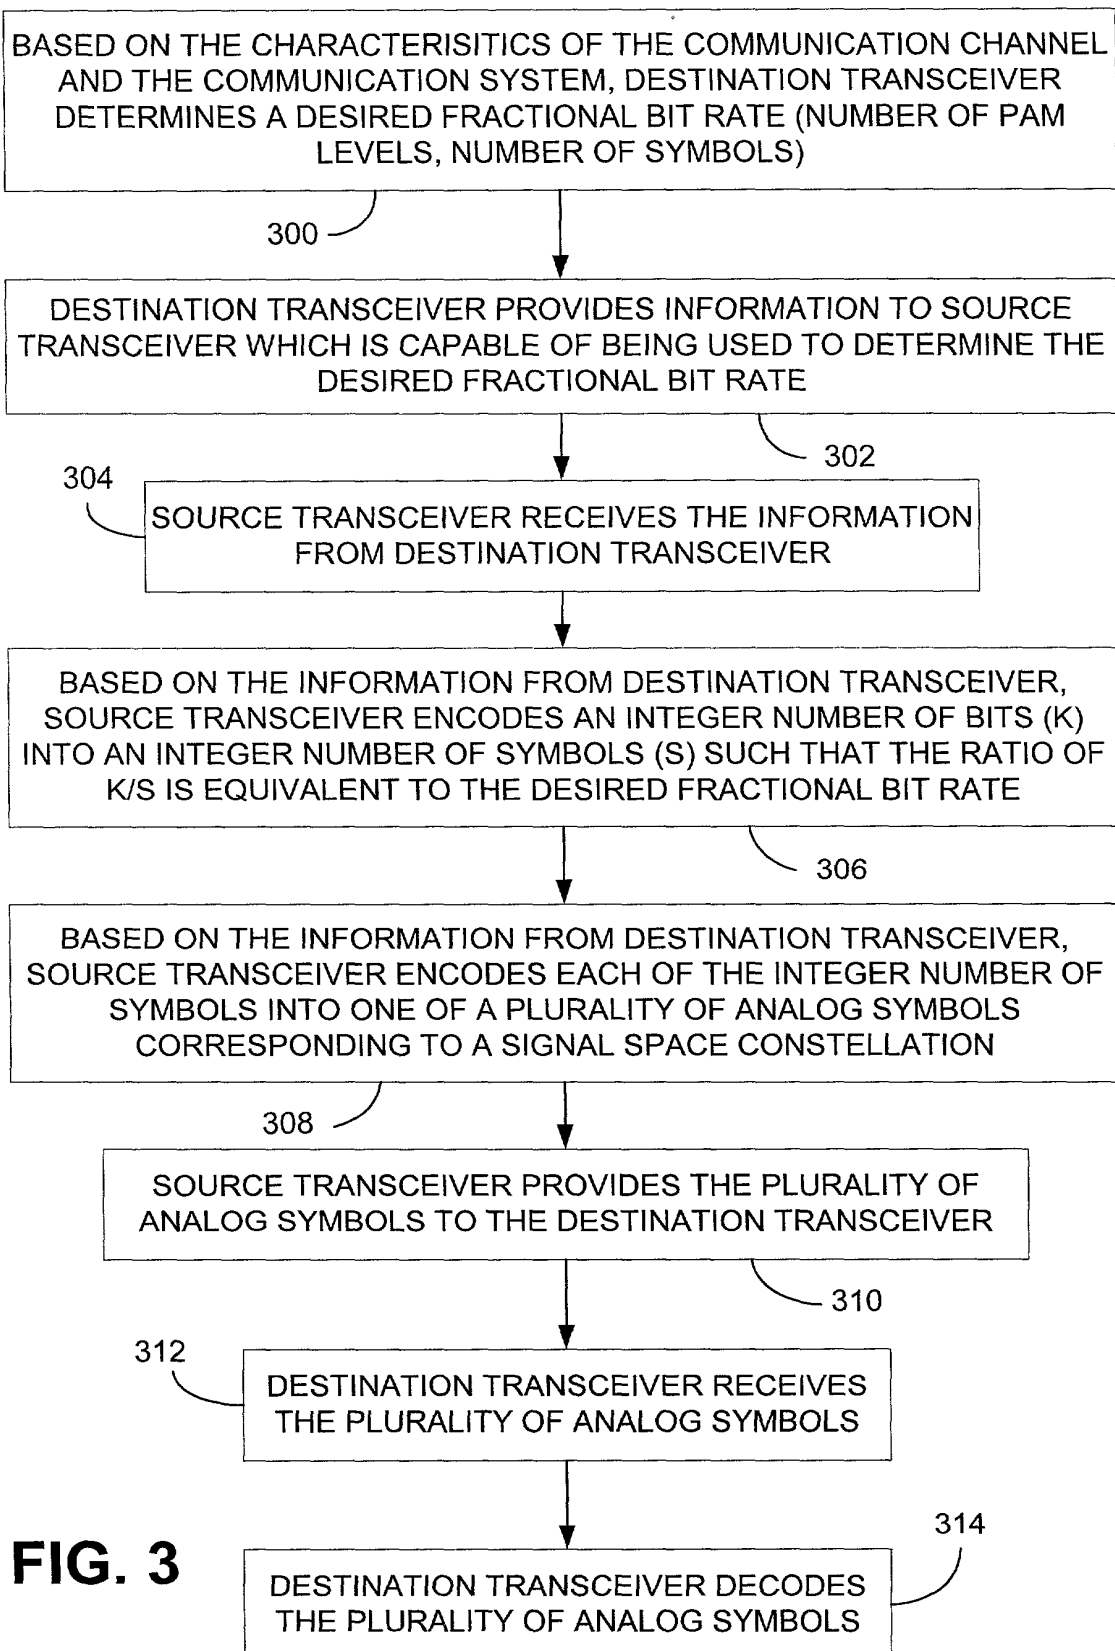 BASED ON THE CHARACTERISITICS OF THE COMMUNICATION CHANNEL
AND THE COMMUNICATION SYSTEM, DESTINATION TRANSCEIVER
DETERMINES A DESIRED FRACTIONAL BIT RATE (NUMBER OF PAM
LEVELS, NUMBER OF SYMBOLS)
300
DESTINATION TRANSCEIVER PROVIDES INFORMATION TO SOURCE
TRANSCEIVER WHICH IS CAPABLE OF BEING USED TO DETERMINE THE
DESIRED FRACTIONAL BIT RATE
302
304
SOURCE TRANSCEIVER RECEIVES THE INFORMATION
FROM DESTINATION TRANSCEIVER
BASED ON THE INFORMATION FROM DESTINATION TRANSCEIVER,
SOURCE TRANSCEIVER ENCODES AN INTEGER NUMBER OF BITS (K)
INTO AN INTEGER NUMBER OF SYMBOLS (S) SUCH THAT THE RATIO OF
K/S IS EQUIVALENT TO THE DESIRED FRACTIONAL BIT RATE
306
BASED ON THE INFORMATION FROM DESTINATION TRANSCEIVER,
SOURCE TRANSCEIVER ENCODES EACH OF THE INTEGER NUMBER OF
SYMBOLS INTO ONE OF A PLURALITY OF ANALOG SYMBOLS
CORRESPONDING TO A SIGNAL SPACE CONSTELLATION
308
SOURCE TRANSCEIVER PROVIDES THE PLURALITY OF
ANALOG SYMBOLS TO THE DESTINATION TRANSCEIVER
310
312
DESTINATION TRANSCEIVER RECEIVES
THE PLURALITY OF ANALOG SYMBOLS
314
FIG. 3
DESTINATION TRANSCEIVER DECODES
THE PLURALITY OF ANALOG SYMBOLS